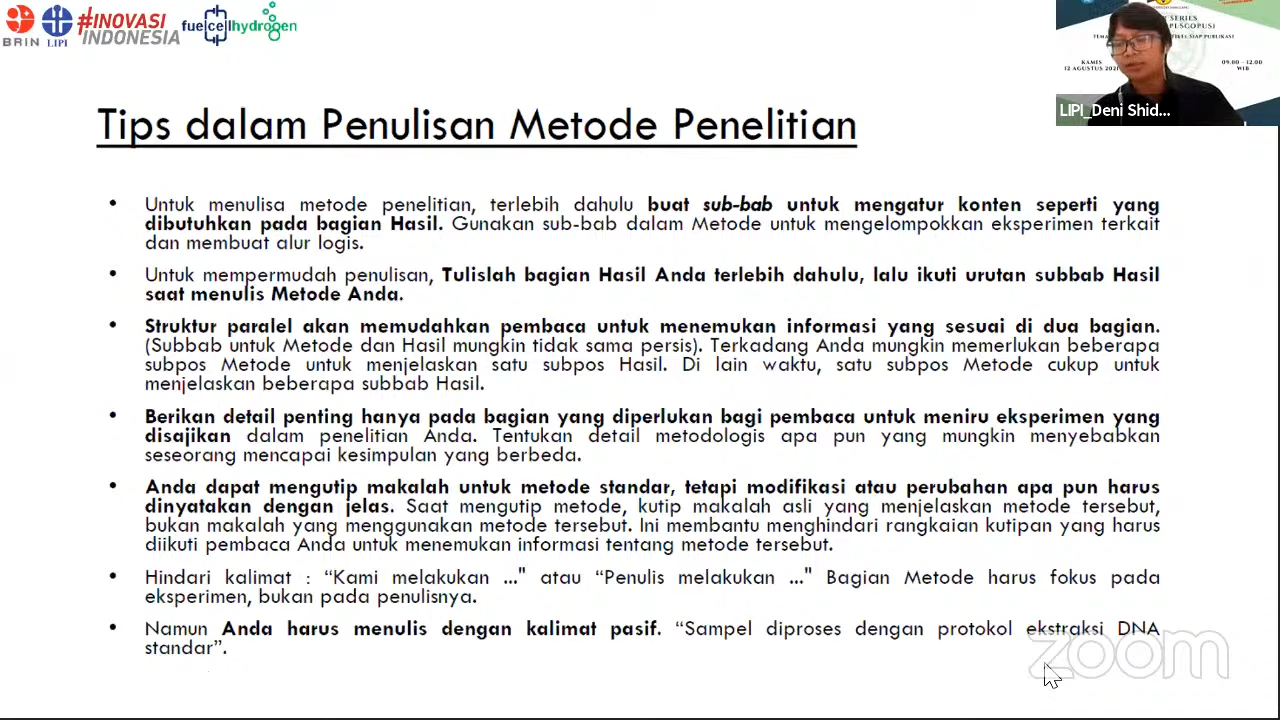 BRIN
LIPI
#INOVASI
INDONESIA
fuelcellhydrogen
SERIES
KAMIS
12 AGUSTUS 2021
09.00 - 12.00
WIB
LIPI_Deni Shid...
Tips dalam Penulisan Metode Penelitian
• Untuk menulisa metode penelitian, terlebih dahulu buat sub-bab untuk mengatur konten seperti yang
dibutuhkan pada bagian Hasil. Gunakan sub-bab dalam Metode untuk mengelompokkan eksperimen terkait
dan membuat alur logis.
• Untuk mempermudah penulisan, Tulislah bagian Hasil Anda terlebih dahulu, lalu ikuti urutan subbab Hasil
saat menulis Metode Anda.
• Struktur paralel akan memudahkan pembaca untuk menemukan informasi yang sesuai di dua bagian.
(Subbab untuk Metode dan Hasil mungkin tidak sama persis). Terkadang Anda mungkin memerlukan beberapa
subpos Metode untuk menjelaskan satu subpos Hasil. Di lain waktu, satu subpos Metode cukup untuk
menjelaskan beberapa subbab Hasil.
• Berikan detail penting hanya pada bagian yang diperlukan bagi pembaca untuk meniru eksperimen yang
disajikan dalam penelitian Anda. Tentukan detail metodologis apa pun yang mungkin menyebabkan
seseorang mencapai kesimpulan yang berbeda.
• Anda dapat mengutip makalah untuk metode standar, tetapi modifikasi atau perubahan apa pun harus
dinyatakan dengan jelas. Saat mengutip metode, kutip makalah asli yang menjelaskan metode tersebut,
bukan makalah yang menggunakan metode tersebut. Ini membantu menghindari rangkaian kutipan yang harus
diikuti pembaca Anda untuk menemukan informasi tentang metode tersebut.
• Hindari kalimat : “Kami melakukan ..." atau “Penulis melakukan ..." Bagian Metode harus fokus pada
eksperimen, bukan pada penulisnya.
• Namun Anda harus menulis dengan kalimat pasif. “Sampel diproses dengan protokol ekstraksi DNA
standar”.
zoom